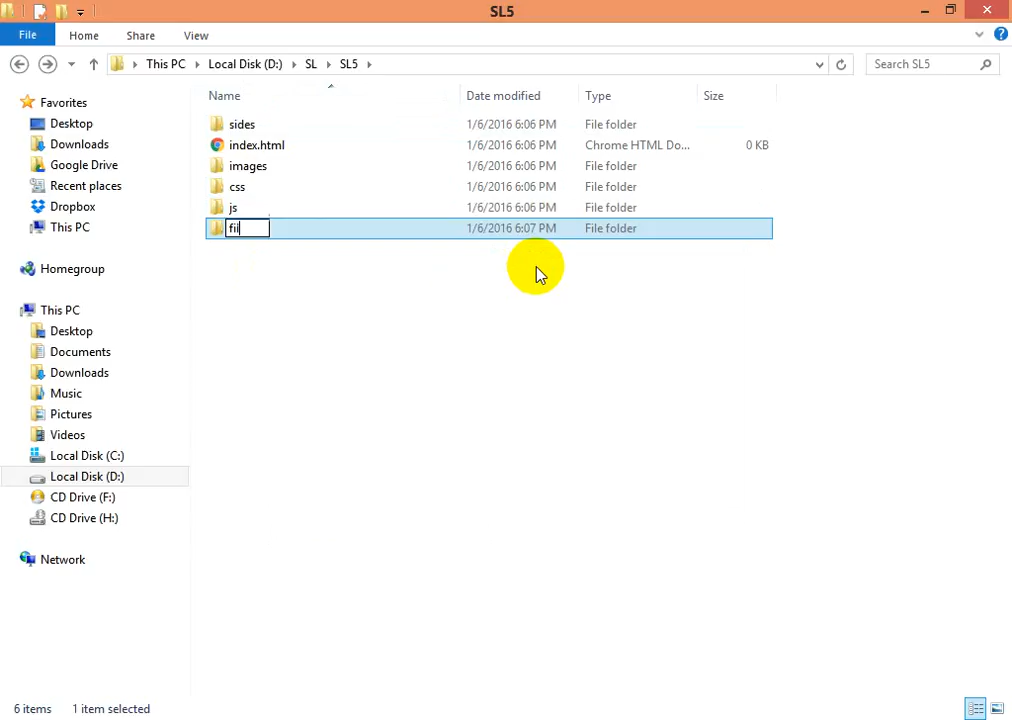 SL5
File Home Share View
This PC Local Disk (D:) SL SL5 Search SL5
Name Date modified Type Size
Favorites
Desktop
Downloads
Google Drive
Recent places
Dropbox
This PC
Homegroup
This PC
Desktop
Documents
Downloads
Music
Pictures
Videos
Local Disk (C:)
Local Disk (D:)
CD Drive (F:)
CD Drive (H:)
Network
sides 1/6/2016 6:06 PM File folder
index.html 1/6/2016 6:06 PM Chrome HTML Do... 0 KB
images 1/6/2016 6:06 PM File folder
css 1/6/2016 6:06 PM File folder
js 1/6/2016 6:06 PM File folder
fii 1/6/2016 6:07 PM File folder
6 items 1 item selected